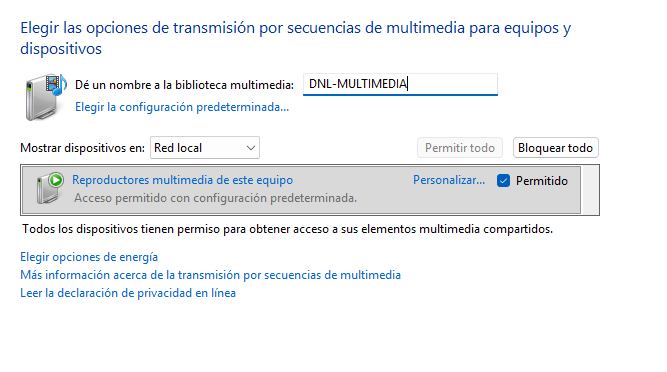 Elegir las opciones de transmisión por secuencias de multimedia para equipos y
dispositivos
Dé un nombre a la biblioteca multimedia: DNL-MULTIMEDIA
Elegir la configuración predeterminada...
Mostrar dispositivos en: Red local Permitir todo Bloquear todo
Reproductores multimedia de este equipo Personalizar... Permitido
Acceso permitido con configuración predeterminada.
Todos los dispositivos tienen permiso para obtener acceso a sus elementos multimedia compartidos.
Elegir opciones de energía
Más información acerca de la transmisión por secuencias de multimedia
Leer la declaración de privacidad en línea